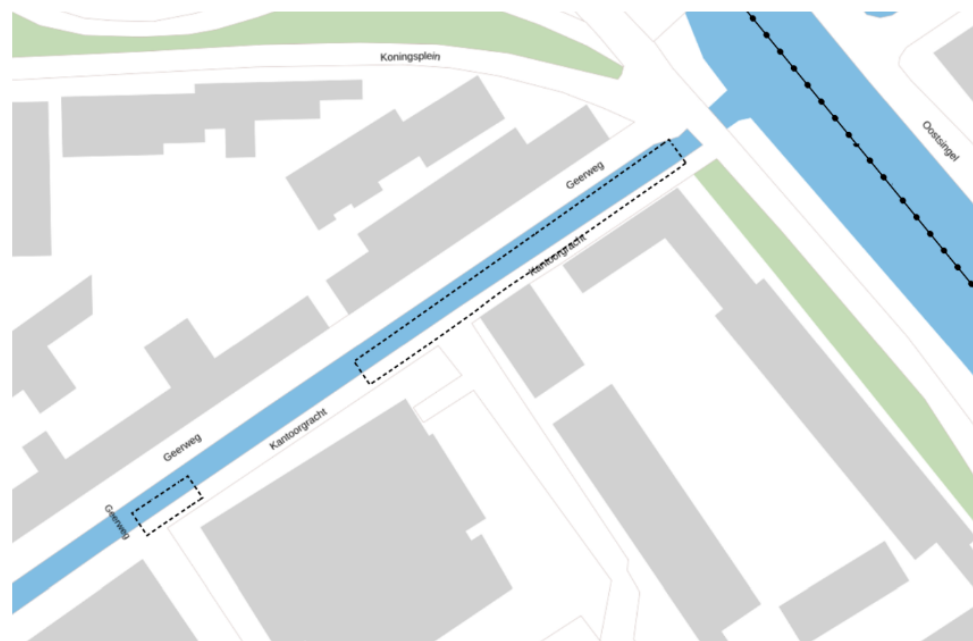 Koningsplein
Oostsingel
Geerweg
Kantoorgracht
Kantoorgracht
Geerweg
Geerweg